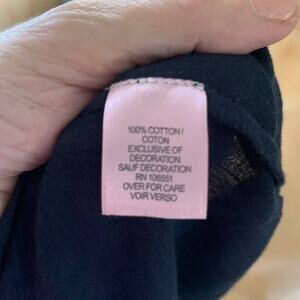 100% COTTON /
COTON
EXCLUSIVE OF
DECORATION
SAUF DECORATION
RN 106551
OVER FOR CARE
VOIR VERSO